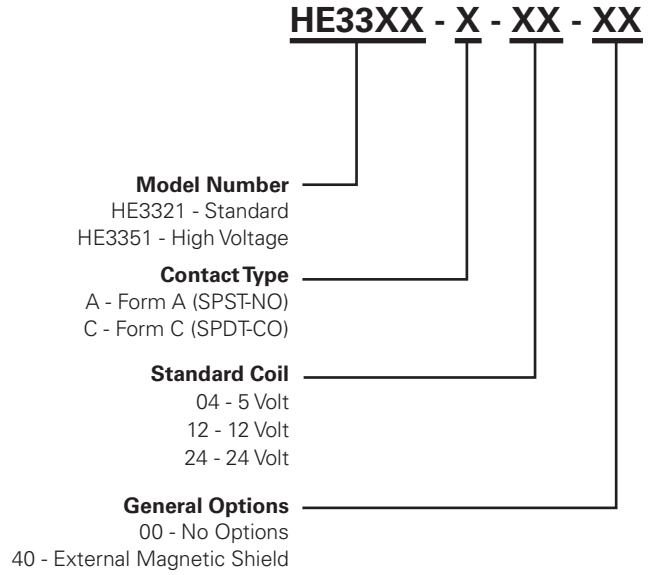 HE33XX - X - XX - XX
Model Number
HE3321 - Standard
HE3351 - High Voltage
Contact Type
A - Form A (SPST-NO)
C - Form C (SPDT-CO)
Standard Coil
04 - 5 Volt
12 - 12 Volt
24 - 24 Volt
General Options
00 - No Options
40 - External Magnetic Shield